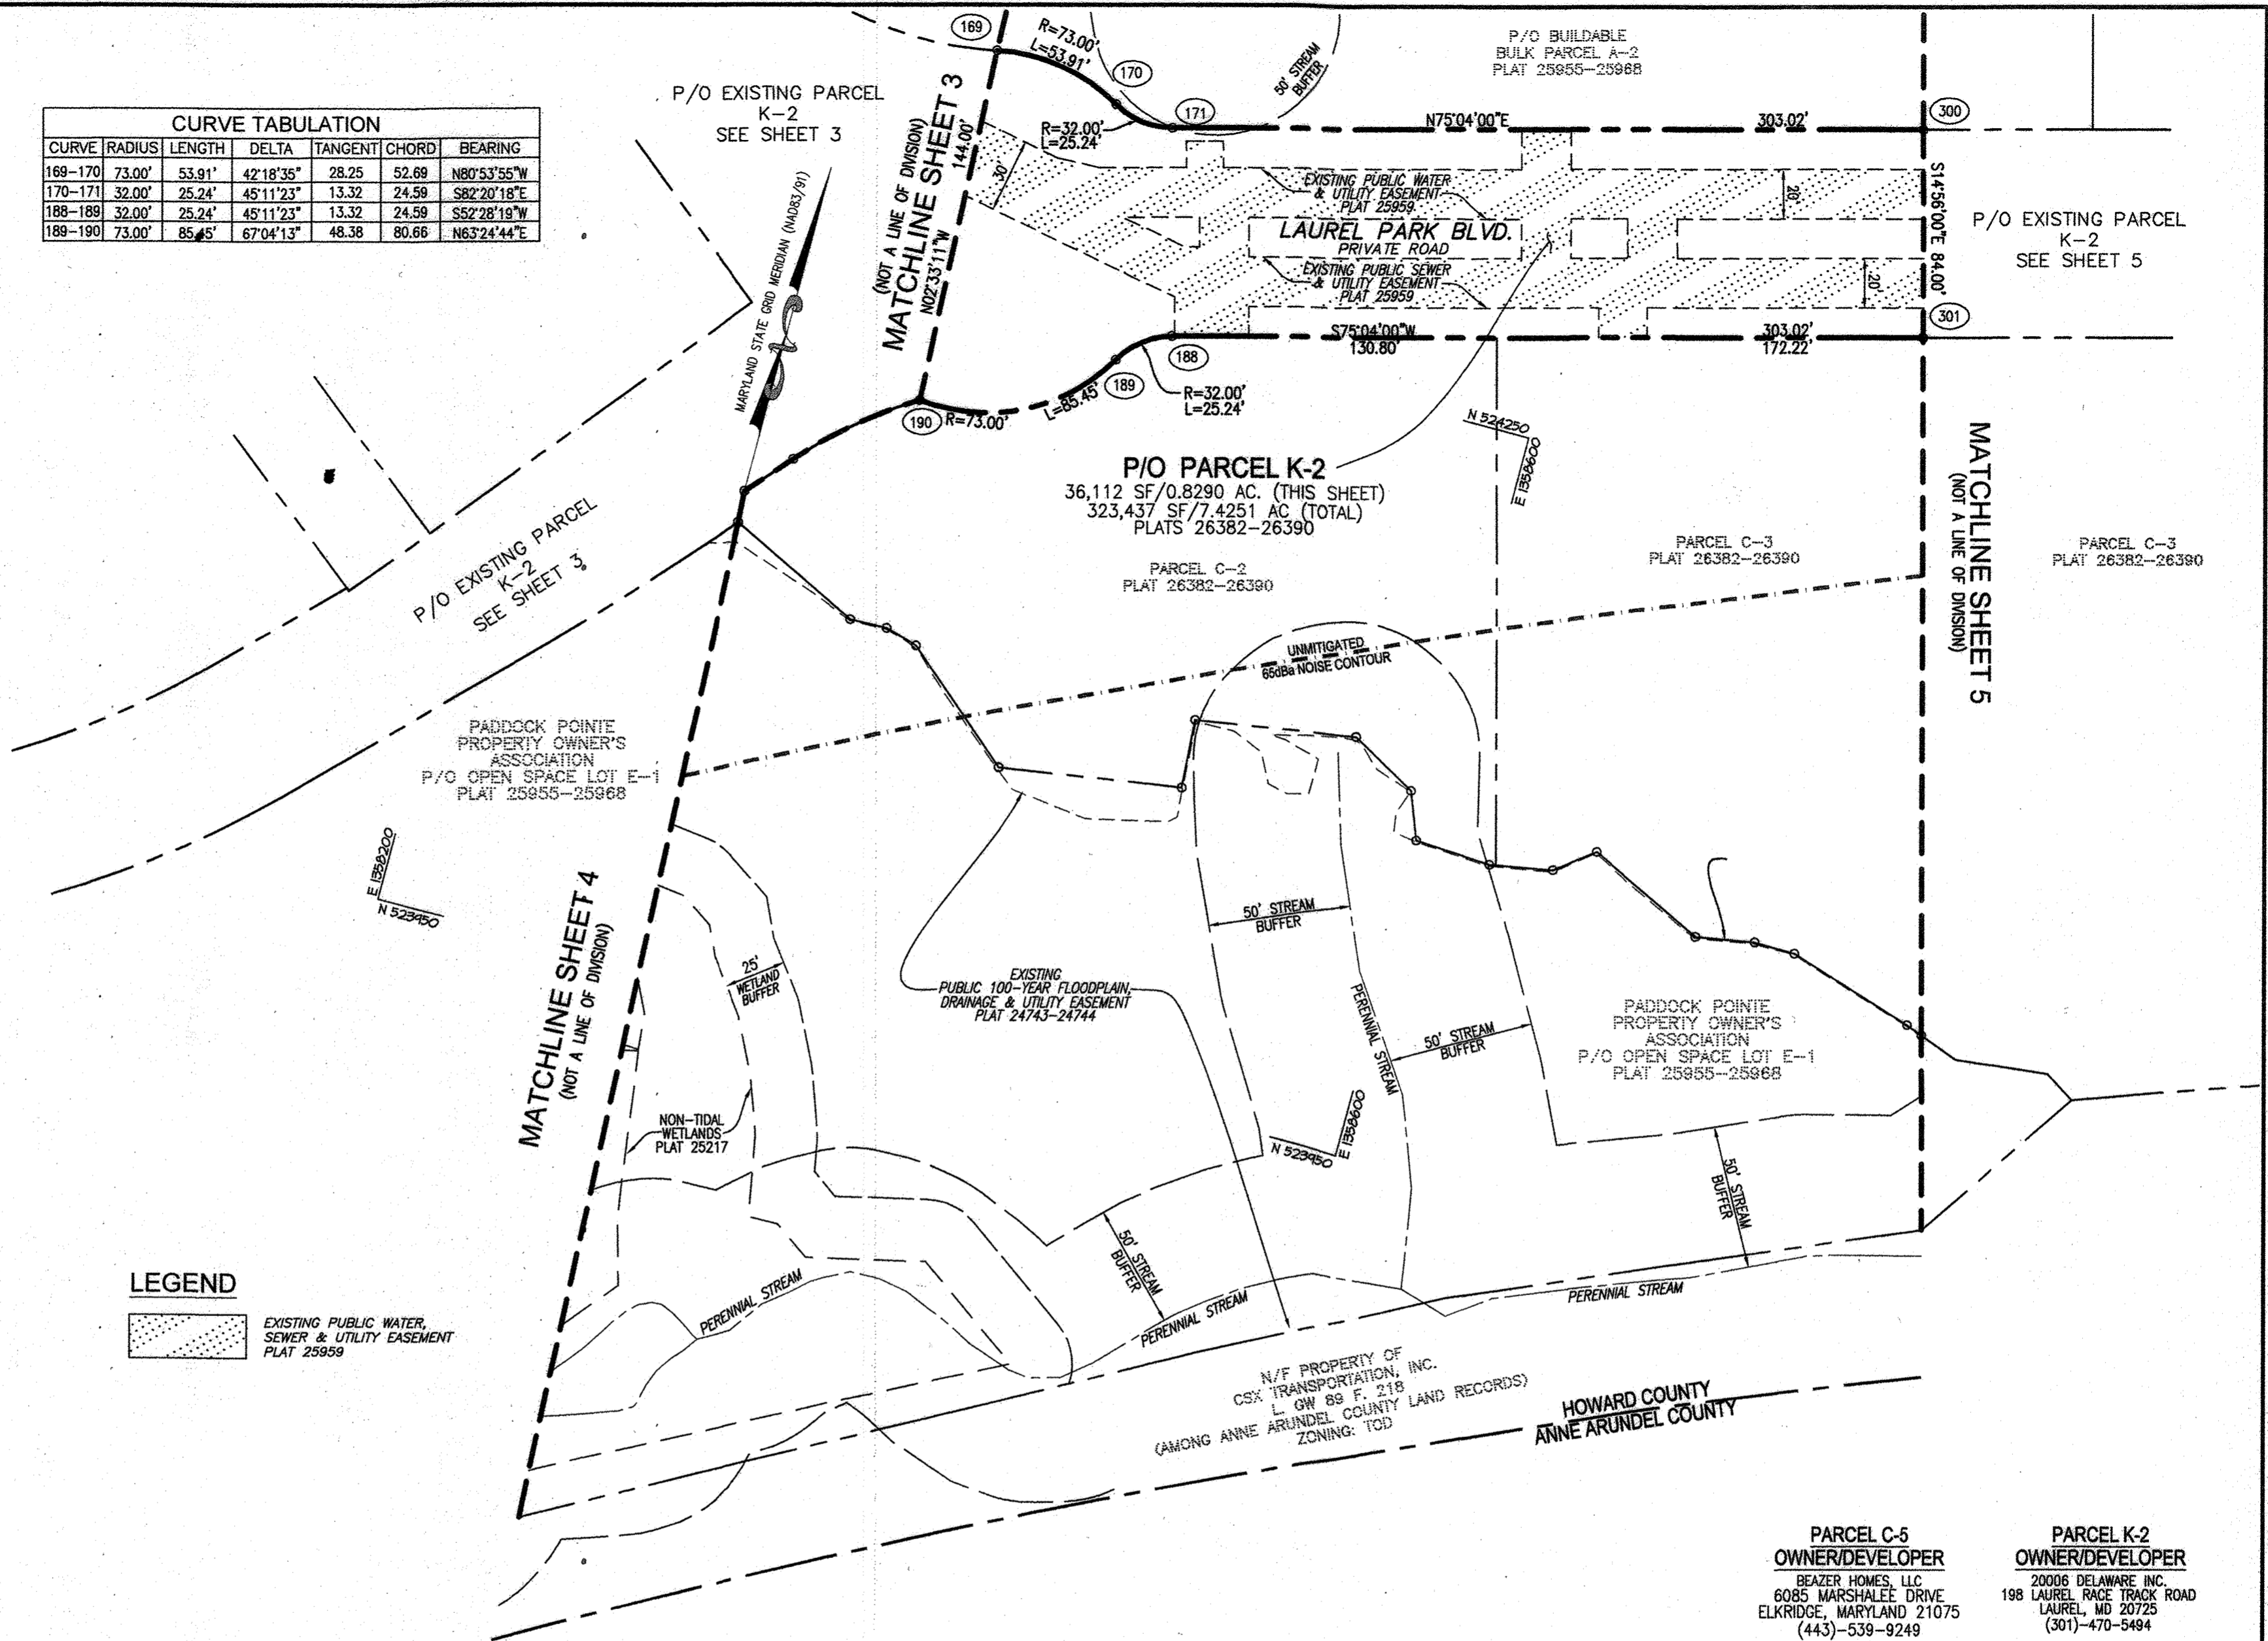 CURVE TABULATION
CURVE RADIUS LENGTH DELTA TANGENT CHORD BEARING
169-170 73.00' 53.91' 42°18'35" 28.25 52.69 N80°53'55"W
170-171 32.00' 25.24' 45°11'23" 13.32 24.59 S82°20'18"E
188-189 32.00' 25.24' 45°11'23" 13.32 24.59 S52°28'19"W
189-190 73.00' 85.45' 67°04'13" 48.38 80.66 N63°24'44"E
P/O EXISTING PARCEL
K-2
SEE SHEET 3
MATCHLINE SHEET 3
(NOT A LINE OF DIVISION)
N02°33'11"W
144.00'
169
R=73.00'
L=53.91'
170
R=32.00'
L=25.24'
171
50' STREAM
BUFFER
P/O BUILDABLE
BULK PARCEL A-2
PLAT 25955-25968
N75°04'00"E
303.02'
300
30'
EXISTING PUBLIC WATER
& UTILITY EASEMENT
PLAT 25959
20'
LAUREL PARK BLVD.
PRIVATE ROAD
EXISTING PUBLIC SEWER
& UTILITY EASEMENT
PLAT 25959
20'
S14°56'00"E 84.00'
P/O EXISTING PARCEL
K-2
SEE SHEET 5
301
S75°04'00"W
130.80'
303.02'
172.22'
188
189
R=32.00'
L=25.24'
190
R=73.00'
L=85.45'
MARYLAND STATE GRID MERIDIAN (NAD83/91)
P/O PARCEL K-2
36,112 SF/0.8290 AC. (THIS SHEET)
323,437 SF/7.4251 AC (TOTAL)
PLATS 26382-26390
N 524250
E 1358600
PARCEL C-2
PLAT 26382-26390
PARCEL C-3
PLAT 26382-26390
MATCHLINE SHEET 5
(NOT A LINE OF DIVISION)
PARCEL C-3
PLAT 26382-26390
P/O EXISTING PARCEL
K-2
SEE SHEET 3
UNMITIGATED
65dBa NOISE CONTOUR
PADDOCK POINTE
PROPERTY OWNER'S
ASSOCIATION
P/O OPEN SPACE LOT E-1
PLAT 25955-25968
E 1358200
N 523950
MATCHLINE SHEET 4
(NOT A LINE OF DIVISION)
25'
WETLAND
BUFFER
50' STREAM
BUFFER
EXISTING
PUBLIC 100-YEAR FLOODPLAIN,
DRAINAGE & UTILITY EASEMENT
PLAT 24743-24744
PERENNIAL STREAM
50' STREAM
BUFFER
PADDOCK POINTE
PROPERTY OWNER'S
ASSOCIATION
P/O OPEN SPACE LOT E-1
PLAT 25955-25968
NON-TIDAL
WETLANDS
PLAT 25217
N 523950
E 1358600
50' STREAM
BUFFER
50' STREAM
BUFFER
PERENNIAL STREAM
PERENNIAL STREAM
PERENNIAL STREAM
LEGEND
EXISTING PUBLIC WATER,
SEWER & UTILITY EASEMENT
PLAT 25959
N/F PROPERTY OF
CSX TRANSPORTATION, INC.
L. GW 89 F. 218
(AMONG ANNE ARUNDEL COUNTY LAND RECORDS)
ZONING: TOD
HOWARD COUNTY
ANNE ARUNDEL COUNTY
PARCEL C-5
OWNER/DEVELOPER
BEAZER HOMES, LLC
6085 MARSHALEE DRIVE
ELKRIDGE, MARYLAND 21075
(443)-539-9249
PARCEL K-2
OWNER/DEVELOPER
20006 DELAWARE INC.
198 LAUREL RACE TRACK ROAD
LAUREL, MD 20725
(301)-470-5494